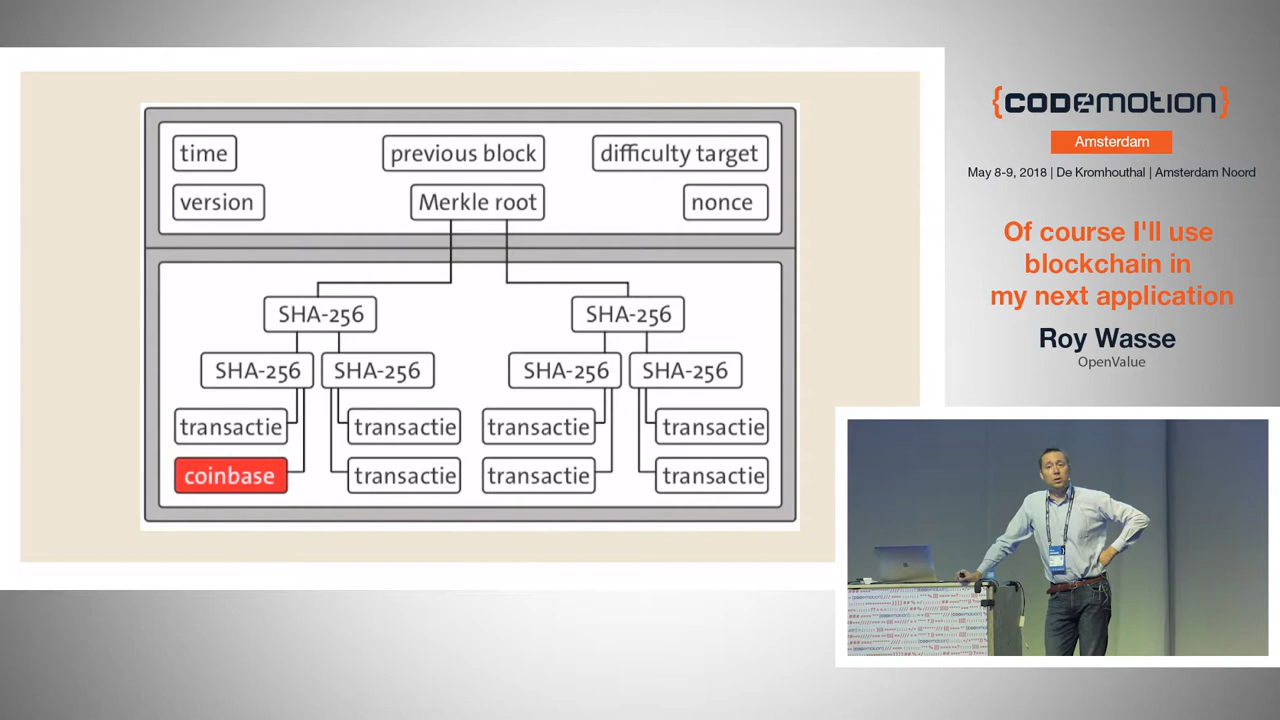 time
previous block
difficulty target
version
Merkle root
nonce
SHA-256
SHA-256
SHA-256
SHA-256
SHA-256
SHA-256
transactie
transactie
transactie
transactie
coinbase
transactie
transactie
transactie
{CODEMOTION}
Amsterdam
May 8-9, 2018 | De Kromhouthal | Amsterdam Noord
Of course I'll use
blockchain in
my next application
Roy Wasse
OpenValue